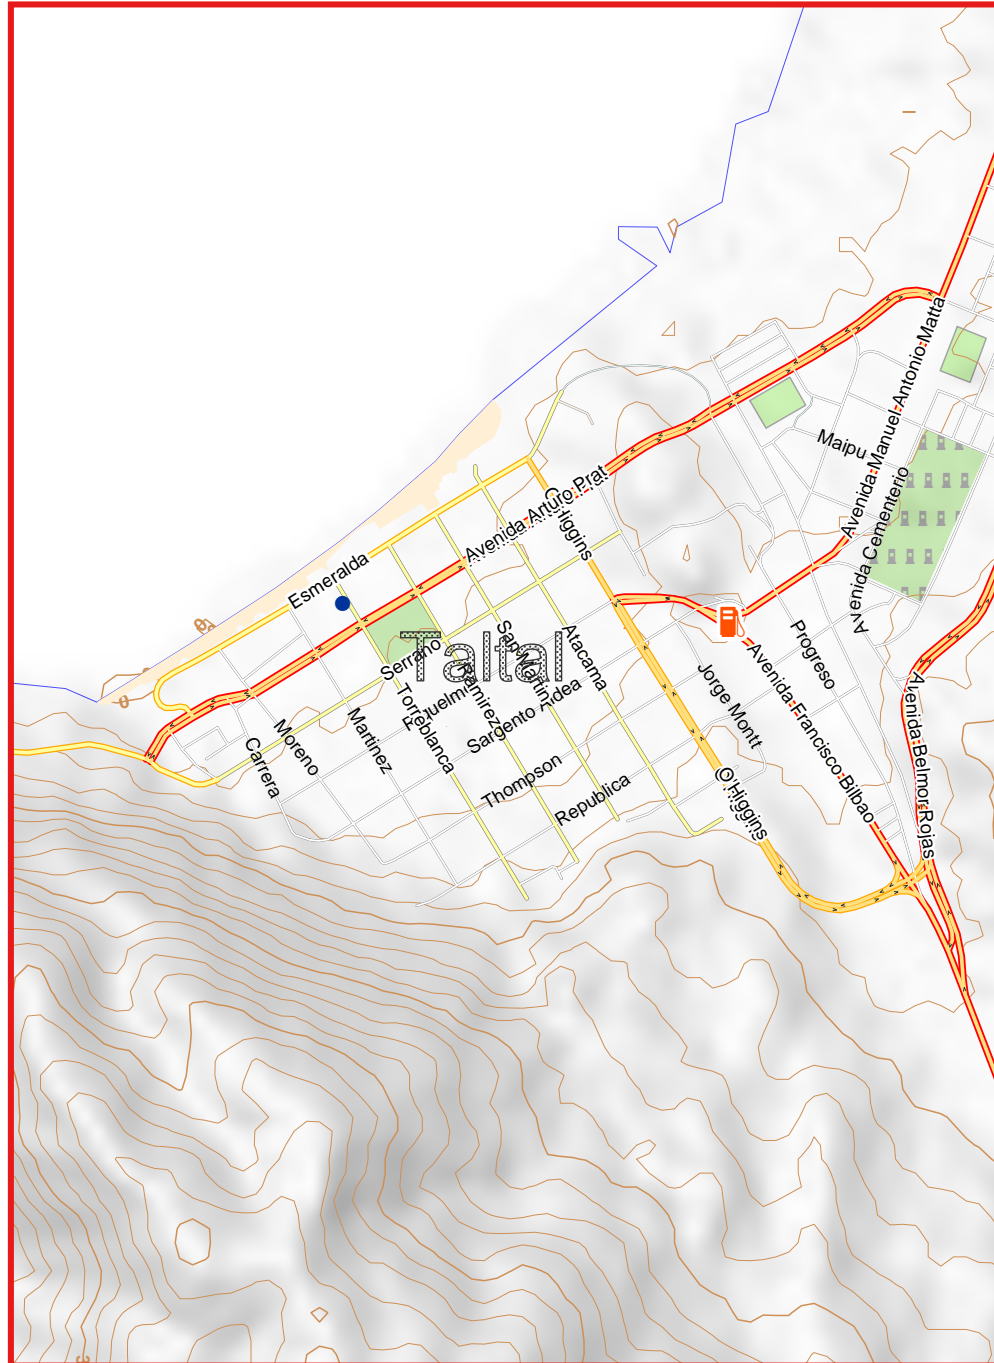 Maipu
Avenida Manuel Antonio Matta
Avenida Cementerio
O'Higgins
Avenida Arturo Prat
Esmeralda
Taltal
Serrano
San Martin
Atacama
Ramirez
Torreblanca
Sargento Aldea
Progreso
Jorge Montt
Avenida Francisco Bilbao
Avenida Belmor Rojas
Martinez
Moreno
Carrera
Thompson
Republica
O'Higgins